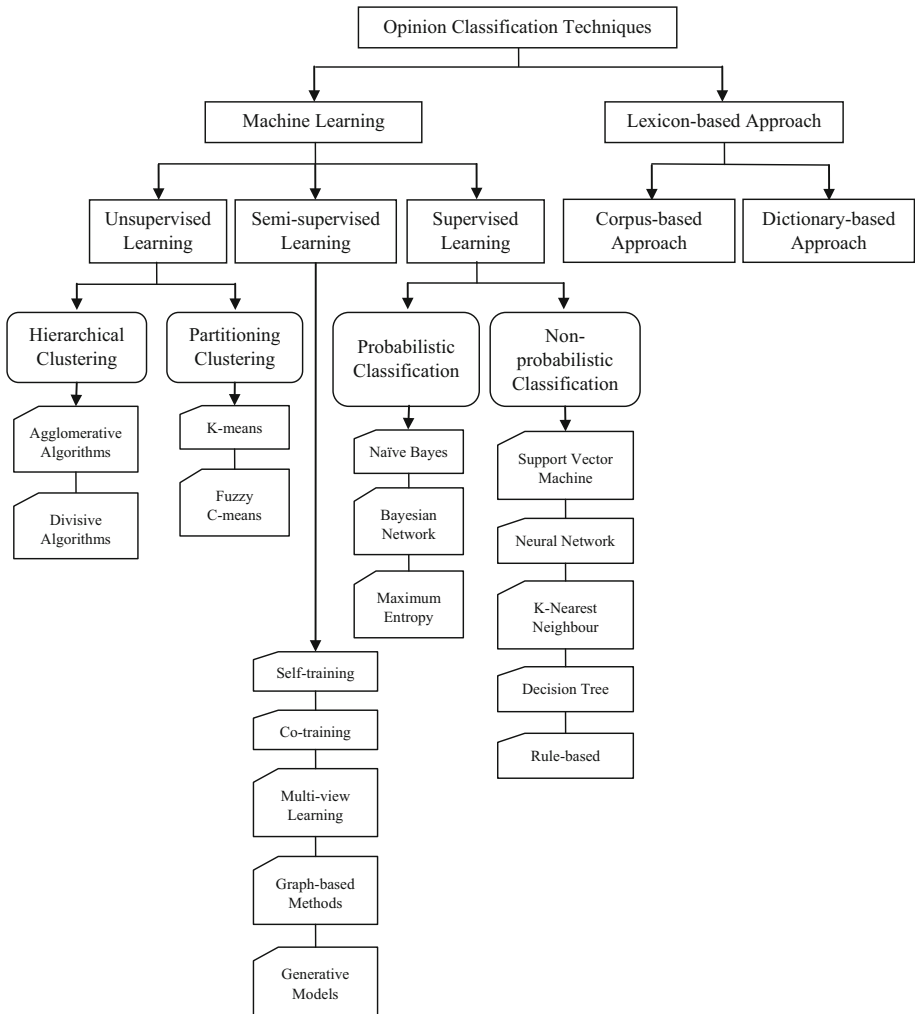 Opinion Classification Techniques
Machine Learning
Lexicon-based Approach
Unsupervised
Learning
Semi-supervised
Learning
Supervised
Learning
Corpus-based
Approach
Dictionary-based
Approach
Hierarchical
Clustering
Partitioning
Clustering
Probabilistic
Classification
Non-
probabilistic
Classification
Agglomerative
Algorithms
Divisive
Algorithms
K-means
Fuzzy
C-means
Naïve Bayes
Bayesian
Network
Maximum
Entropy
Support Vector
Machine
Neural Network
K-Nearest
Neighbour
Decision Tree
Rule-based
Self-training
Co-training
Multi-view
Learning
Graph-based
Methods
Generative
Models